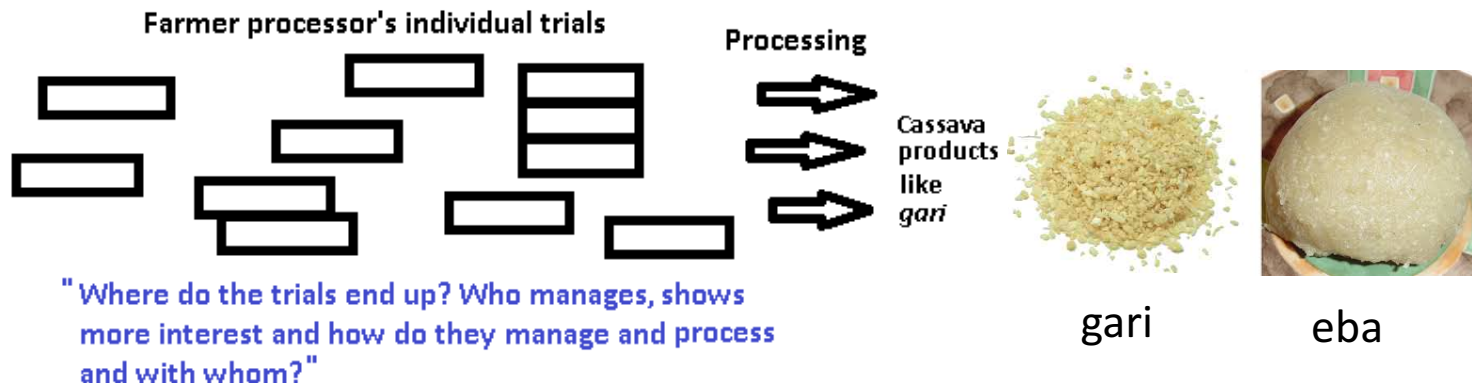 Farmer processor's individual trials
Processing
Cassava
products
like
gari
"Where do the trials end up? Who manages, shows
more interest and how do they manage and process
and with whom?"
gari
eba